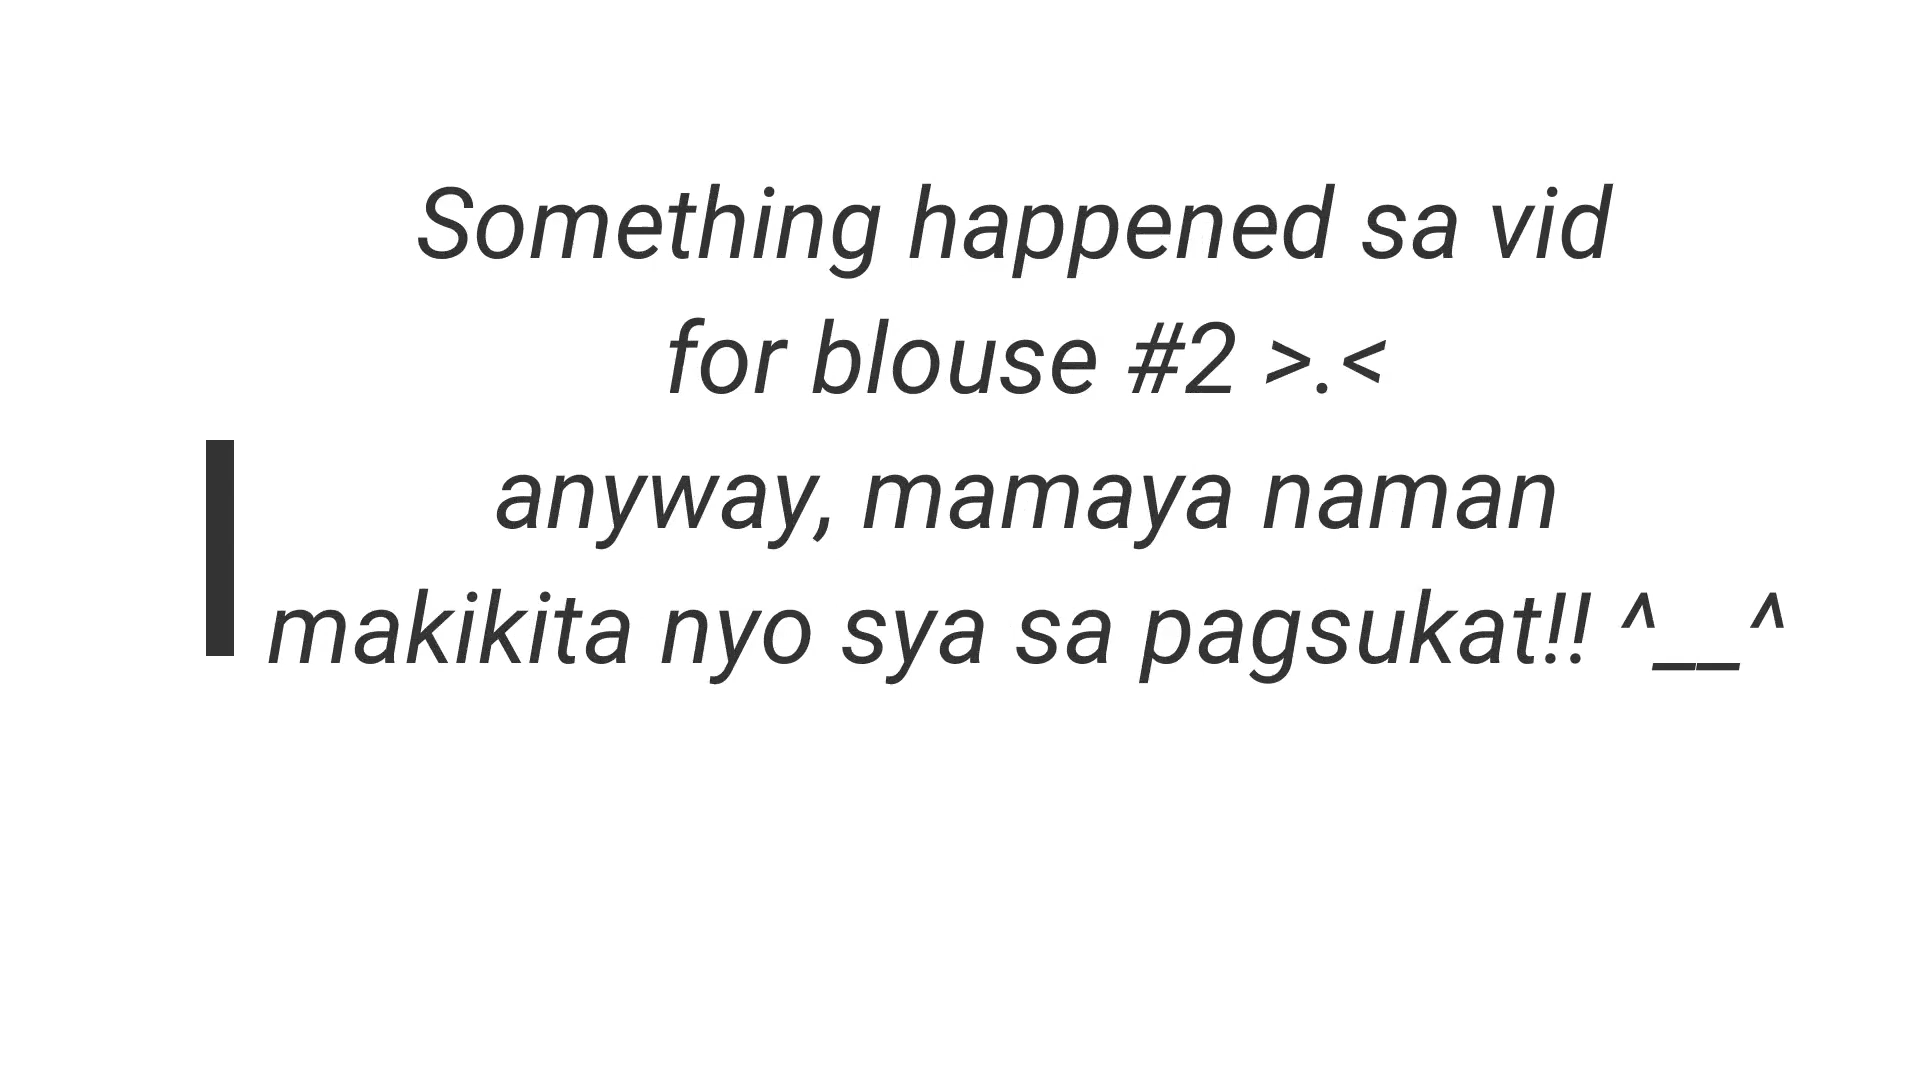 Something happened sa vid
for blouse #2 >.<
anyway, mamaya naman
makikita nyo sya sa pagsukat!! ^__^